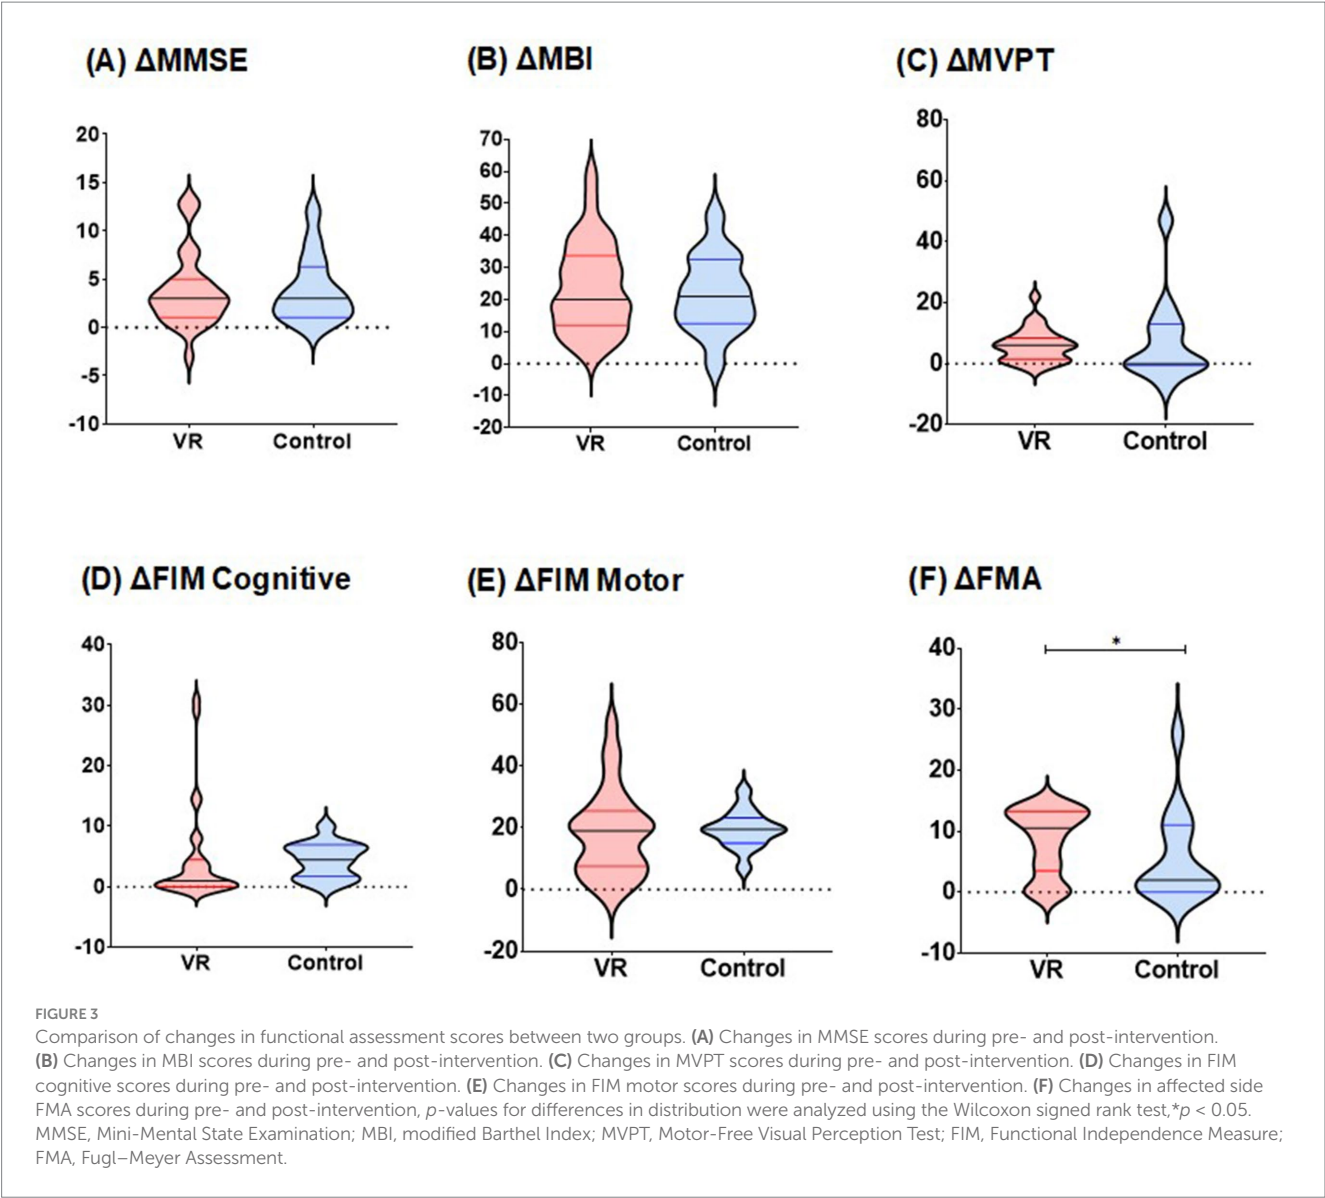 (A) ΔMMSE
20
15
10
5
0
-5
-10
VR Control
(B) ΔMBI
70
60
50
40
30
20
10
0
-10
-20
VR Control
(C) ΔMVPT
80
60
40
20
0
-20
VR Control
(D) ΔFIM Cognitive
40
30
20
10
0
-10
VR Control
(E) ΔFIM Motor
80
60
40
20
0
-20
VR Control
(F) ΔFMA
*
40
30
20
10
0
-10
VR Control
FIGURE 3
Comparison of changes in functional assessment scores between two groups. (A) Changes in MMSE scores during pre- and post-intervention.
(B) Changes in MBI scores during pre- and post-intervention. (C) Changes in MVPT scores during pre- and post-intervention. (D) Changes in FIM
cognitive scores during pre- and post-intervention. (E) Changes in FIM motor scores during pre- and post-intervention. (F) Changes in affected side
FMA scores during pre- and post-intervention, p-values for differences in distribution were analyzed using the Wilcoxon signed rank test,*p < 0.05.
MMSE, Mini-Mental State Examination; MBI, modified Barthel Index; MVPT, Motor-Free Visual Perception Test; FIM, Functional Independence Measure;
FMA, Fugl–Meyer Assessment.